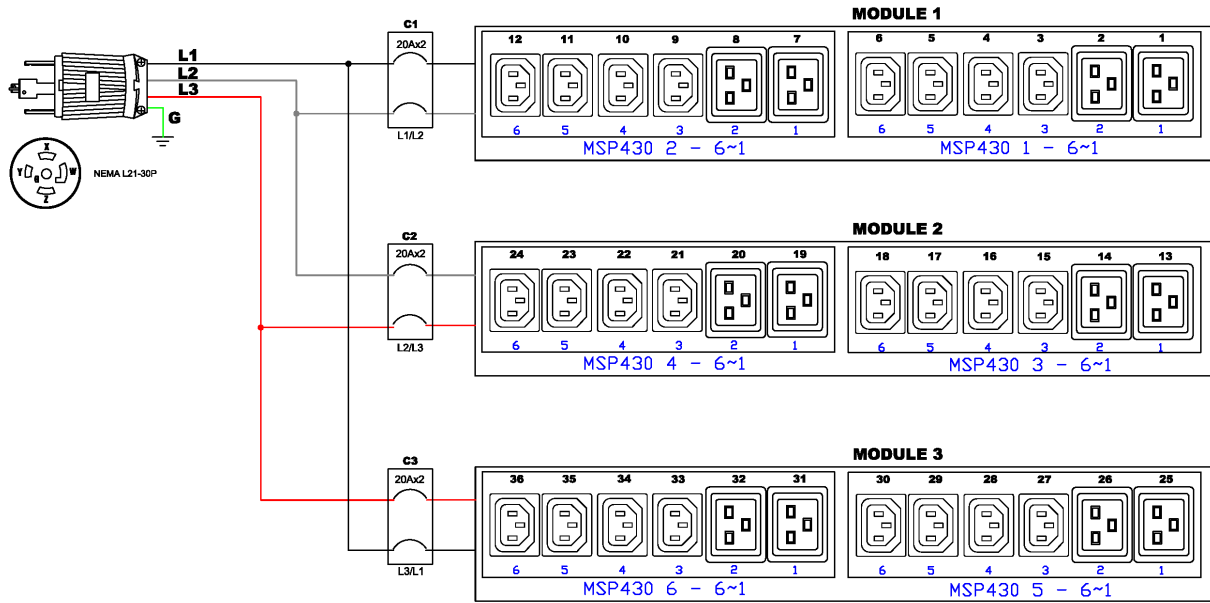 L1
L2
L3
G
X
Y G W
Z
NEMA L21-30P
C1
20Ax2
L1/L2
MODULE 1
12 11 10 9 8 7 6 5 4 3 2 1
6 5 4 3 2 1 6 5 4 3 2 1
MSP430 2 - 6~1 MSP430 1 - 6~1
C2
20Ax2
L2/L3
MODULE 2
24 23 22 21 20 19 18 17 16 15 14 13
6 5 4 3 2 1 6 5 4 3 2 1
MSP430 4 - 6~1 MSP430 3 - 6~1
C3
20Ax2
L3/L1
MODULE 3
36 35 34 33 32 31 30 29 28 27 26 25
6 5 4 3 2 1 6 5 4 3 2 1
MSP430 6 - 6~1 MSP430 5 - 6~1